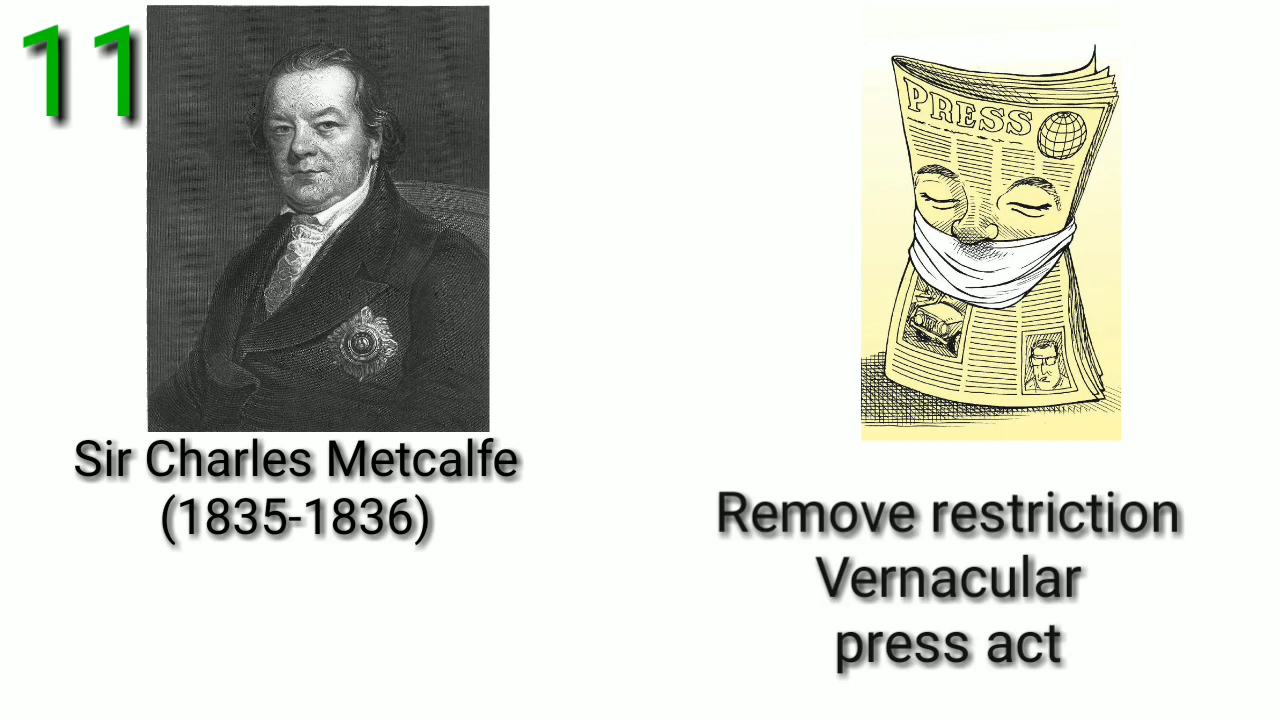 11
PRESS
Sir Charles Metcalfe
(1835-1836)
Remove restriction
Vernacular
press act